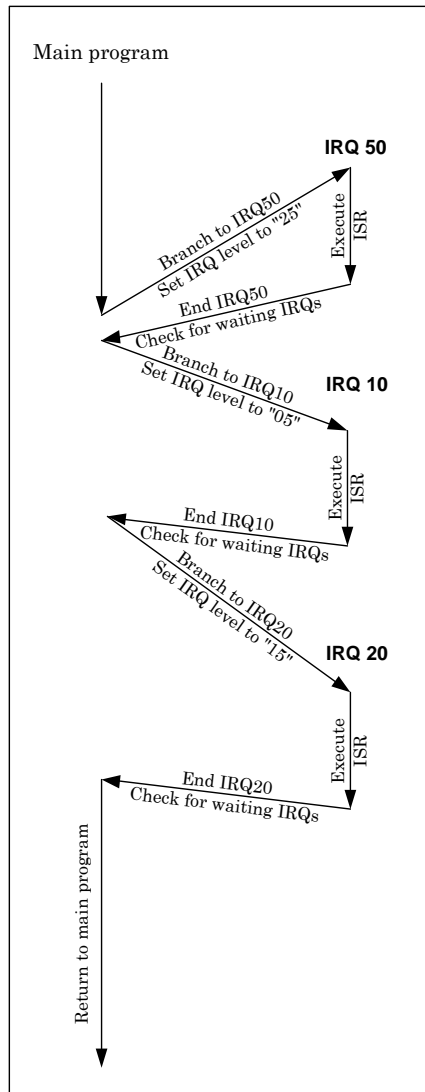 Main program
IRQ 50
Branch to IRQ50
Set IRQ level to "25"
Execute
ISR
End IRQ50
Check for waiting IRQs
Branch to IRQ10
Set IRQ level to "05"
IRQ 10
Execute
ISR
End IRQ10
Check for waiting IRQs
Branch to IRQ20
Set IRQ level to "15"
IRQ 20
Execute
ISR
End IRQ20
Check for waiting IRQs
Return to main program